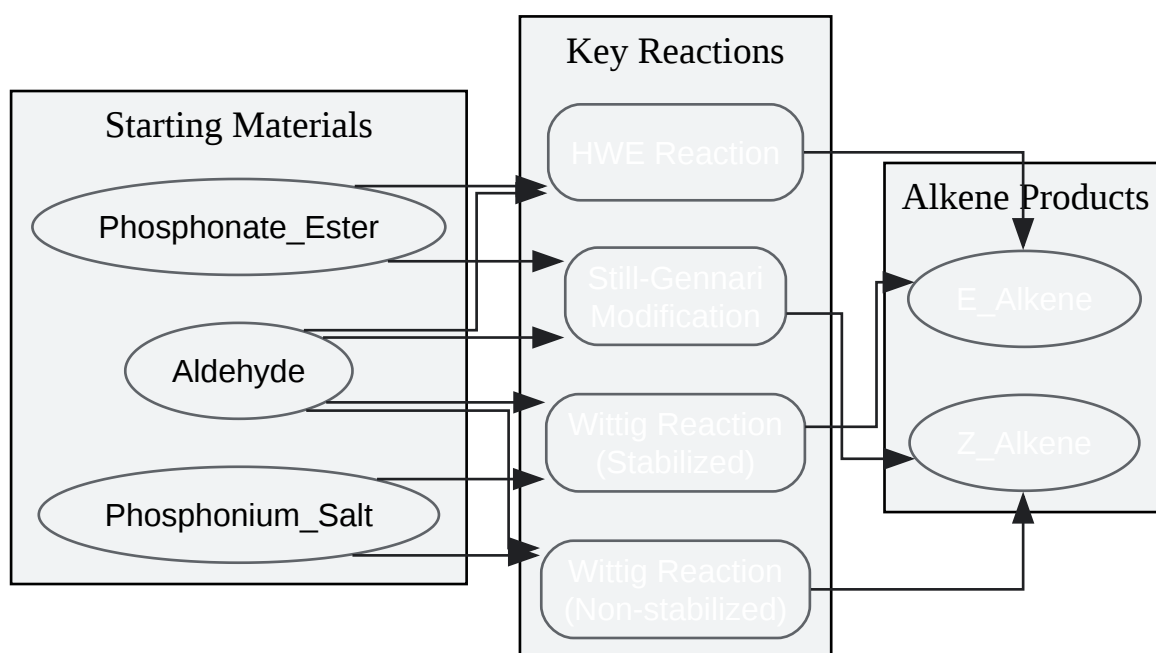 Starting Materials
Phosphonate_Ester
Aldehyde
Phosphonium_Salt
Key Reactions
HWE Reaction
Still-Gennari
Modification
Wittig Reaction
(Stabilized)
Wittig Reaction
(Non-stabilized)
Alkene Products
E_Alkene
Z_Alkene